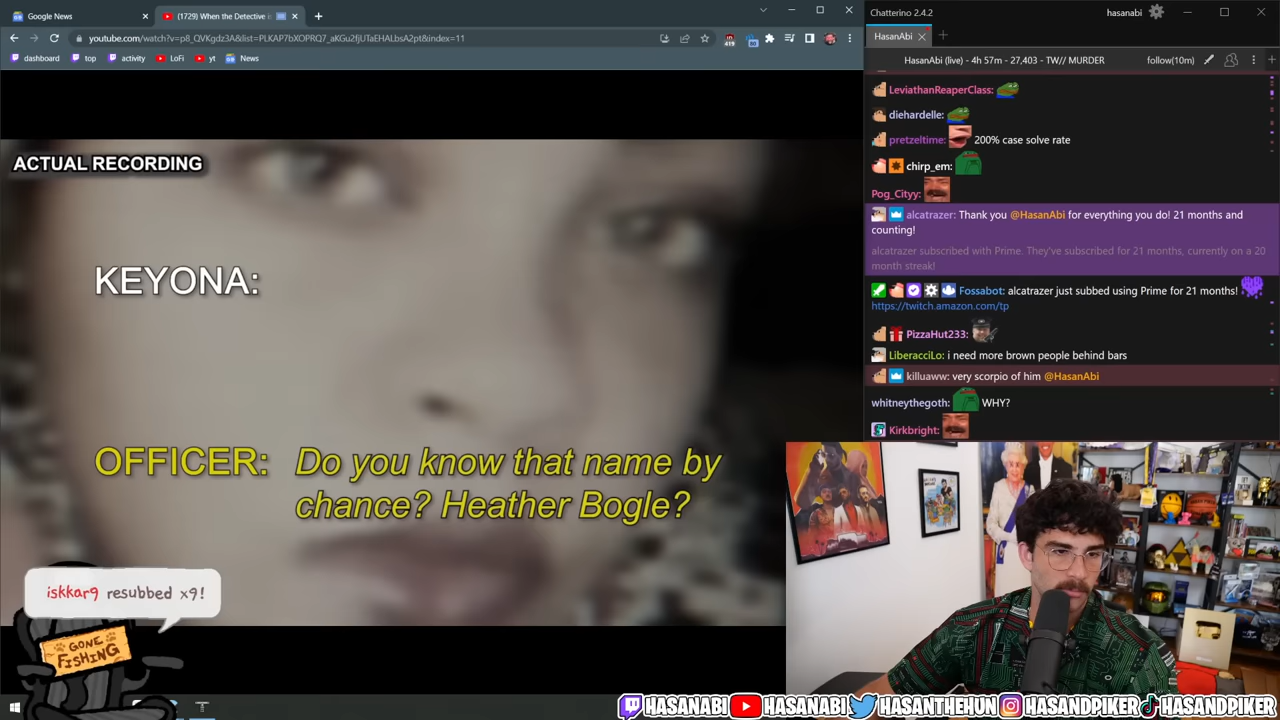 Google News
(1729) When the Detective i
youtube.com/watch?v=p8_QVKgdz3A&list=PLKAP7bXOPRQ7_aKGu2fjUTaEHALbsA2pt&index=11
dashboard
top
activity
LoFi
yt
News
ACTUAL RECORDING
KEYONA:
OFFICER: Do you know that name by
chance? Heather Bogle?
iskkar9 resubbed x9!
GONE
FISHING
Chatterino 2.4.2
hasanabi
HasanAbi
HasanAbi (live) - 4h 57m - 27,403 - TW// MURDER
follow(10m)
LeviathanReaperClass:
diehardelle:
pretzeltime: 200% case solve rate
chirp_em:
Pog_Cityy:
alcatrazer: Thank you @HasanAbi for everything you do! 21 months and
counting!
alcatrazer subscribed with Prime. They've subscribed for 21 months, currently on a 20
month streak!
Fossabot: alcatrazer just subbed using Prime for 21 months!
https://twitch.amazon.com/tp
PizzaHut233:
LiberacciLo: i need more brown people behind bars
killuaww: very scorpio of him @HasanAbi
whitneythegoth: WHY?
Kirkbright:
HASANABI HASANABI HASANTHEHUN HASANDPIKER HASANDPIKER